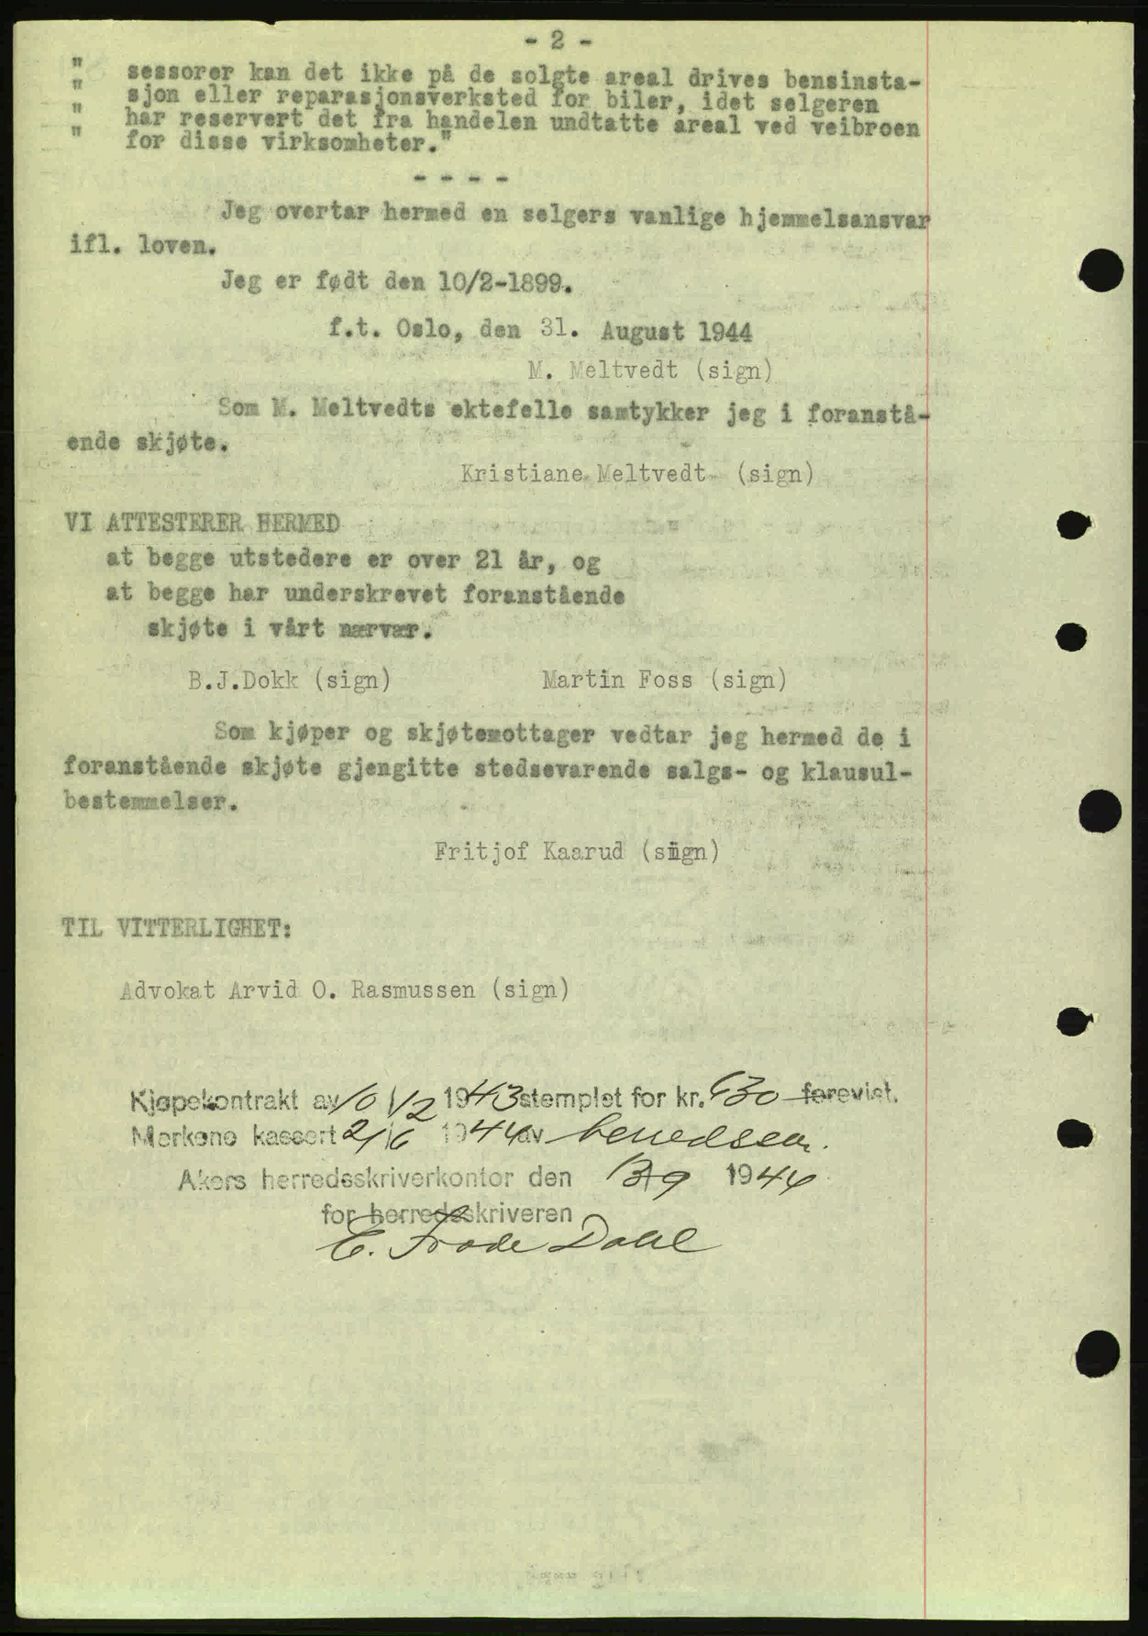 - 2 -
" sessorer kan det ikke på de solgte areal drives bensinsta-
" sjon eller reparasjonsverksted for biler, idet selgeren
" har reservert det fra handelen undtatte areal ved veibroen
" for disse virksomheter."
- - - -
Jeg overtar hermed en selgers vanlige hjemmelsansvar
ifl. loven.
Jeg er født den 10/2-1899.
f.t. Oslo, den 31. August 1944
M. Meltvedt (sign)
Som M. Meltvedts ektefelle samtykker jeg i foranstå-
ende skjøte.
Kristiane Meltvedt (sign)
VI ATTESTERER HERMED
at begge utstedere er over 21 år, og
at begge har underskrevet foranstående
skjøte i vårt nærvær.
B.J.Dokk (sign) Martin Foss (sign)
Som kjøper og skjøtemottager vedtar jeg hermed de i
foranstående skjøte gjengitte stedsevarende salgs- og klausul-
bestemmelser.
Fritjof Kaarud (sign)
TIL VITTERLIGHET:
Advokat Arvid O. Rasmussen (sign)
Kjøpekontrakt av 10/12 1943 stemplet for kr. 630 forevist.
Merkene kassert 21/6 1944 av
Akers herredsskriverkontor den 13/9 1944
for herredsskriveren
E. Frode Dahl